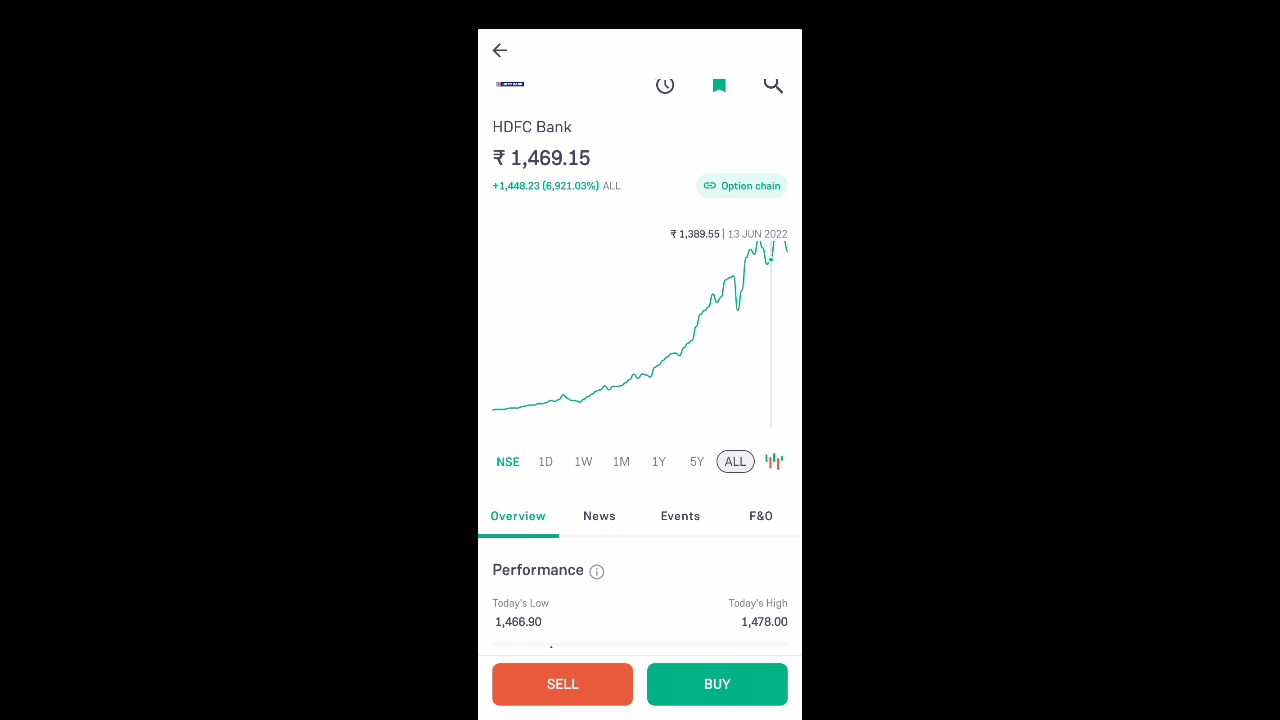 HDFC Bank
₹ 1,469.15
+1,448.23 (6,921.03%) ALL
Option chain
₹ 1,389.55 | 13 JUN 2022
NSE 1D 1W 1M 1Y 5Y ALL
Overview News Events F&O
Performance
Today's Low Today's High
1,466.90 1,478.00
SELL BUY